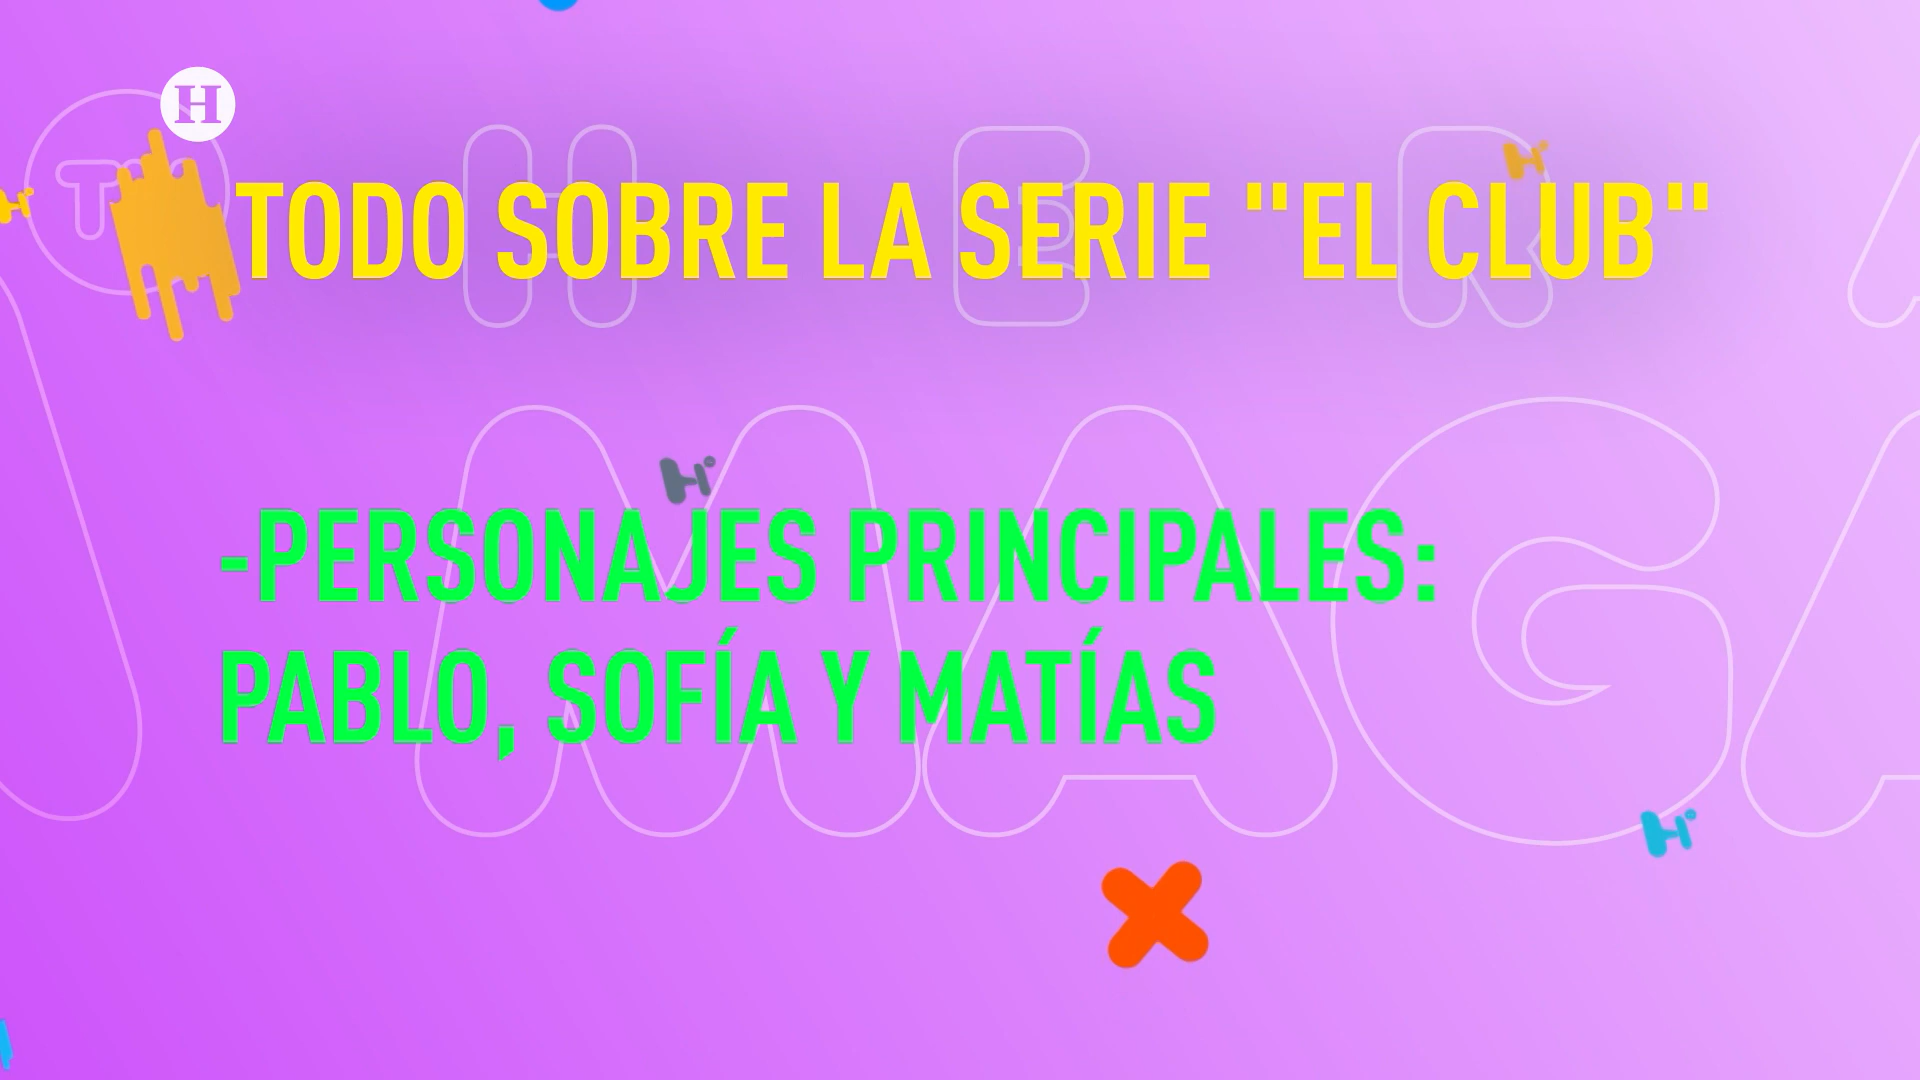 H
TODO SOBRE LA SERIE "EL CLUB"
H E R A
-PERSONAJES PRINCIPALES:
PABLO, SOFÍA Y MATÍAS
M A G A